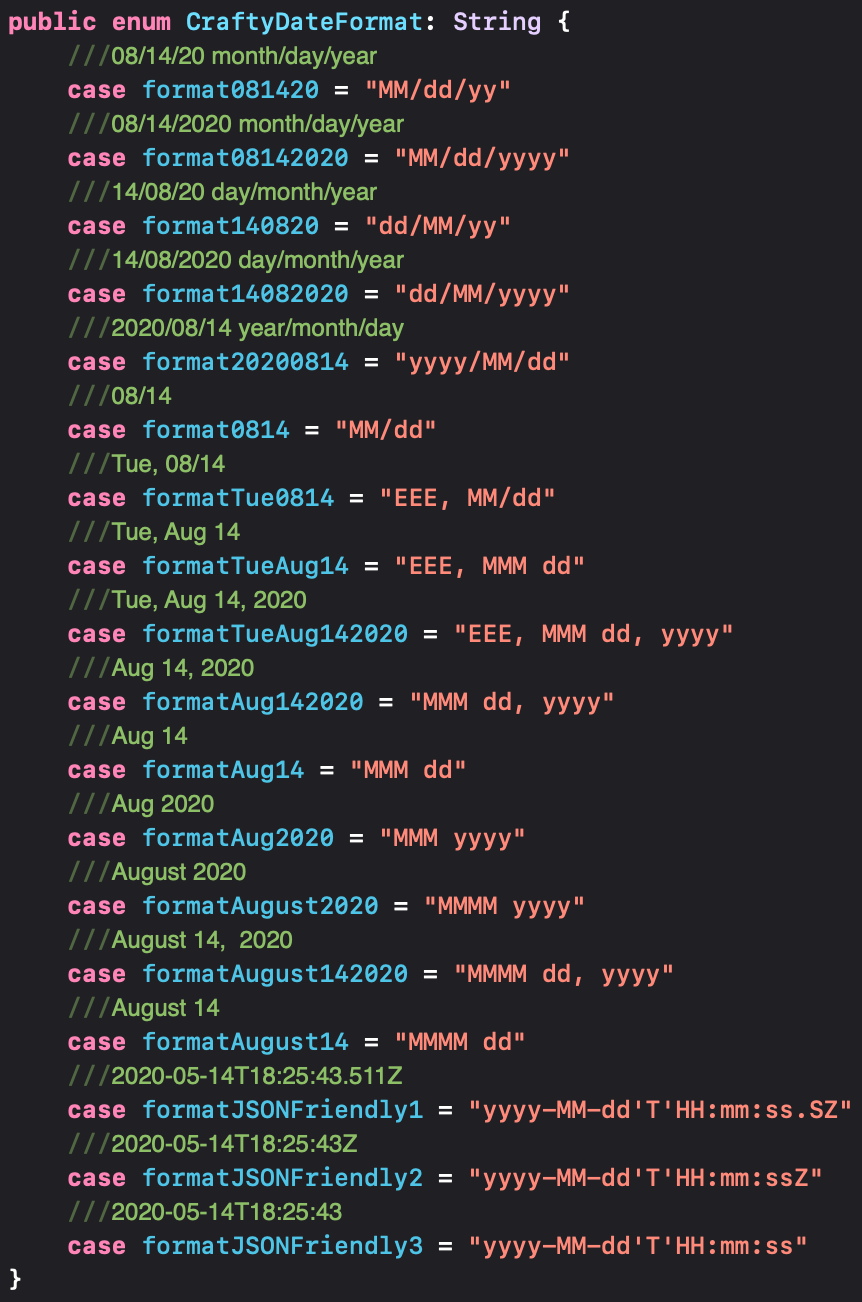 public enum CraftyDateFormat: String {
///08/14/20 month/day/year
case format081420 = "MM/dd/yy"
///08/14/2020 month/day/year
case format08142020 = "MM/dd/yyyy"
///14/08/20 day/month/year
case format140820 = "dd/MM/yy"
///14/08/2020 day/month/year
case format14082020 = "dd/MM/yyyy"
///2020/08/14 year/month/day
case format20200814 = "yyyy/MM/dd"
///08/14
case format0814 = "MM/dd"
///Tue, 08/14
case formatTue0814 = "EEE, MM/dd"
///Tue, Aug 14
case formatTueAug14 = "EEE, MMM dd"
///Tue, Aug 14, 2020
case formatTueAug142020 = "EEE, MMM dd, yyyy"
///Aug 14, 2020
case formatAug142020 = "MMM dd, yyyy"
///Aug 14
case formatAug14 = "MMM dd"
///Aug 2020
case formatAug2020 = "MMM yyyy"
///August 2020
case formatAugust2020 = "MMMM yyyy"
///August 14,  2020
case formatAugust142020 = "MMMM dd, yyyy"
///August 14
case formatAugust14 = "MMMM dd"
///2020-05-14T18:25:43.511Z
case formatJSONFriendly1 = "yyyy-MM-dd'T'HH:mm:ss.SZ"
///2020-05-14T18:25:43Z
case formatJSONFriendly2 = "yyyy-MM-dd'T'HH:mm:ssZ"
///2020-05-14T18:25:43
case formatJSONFriendly3 = "yyyy-MM-dd'T'HH:mm:ss"
}